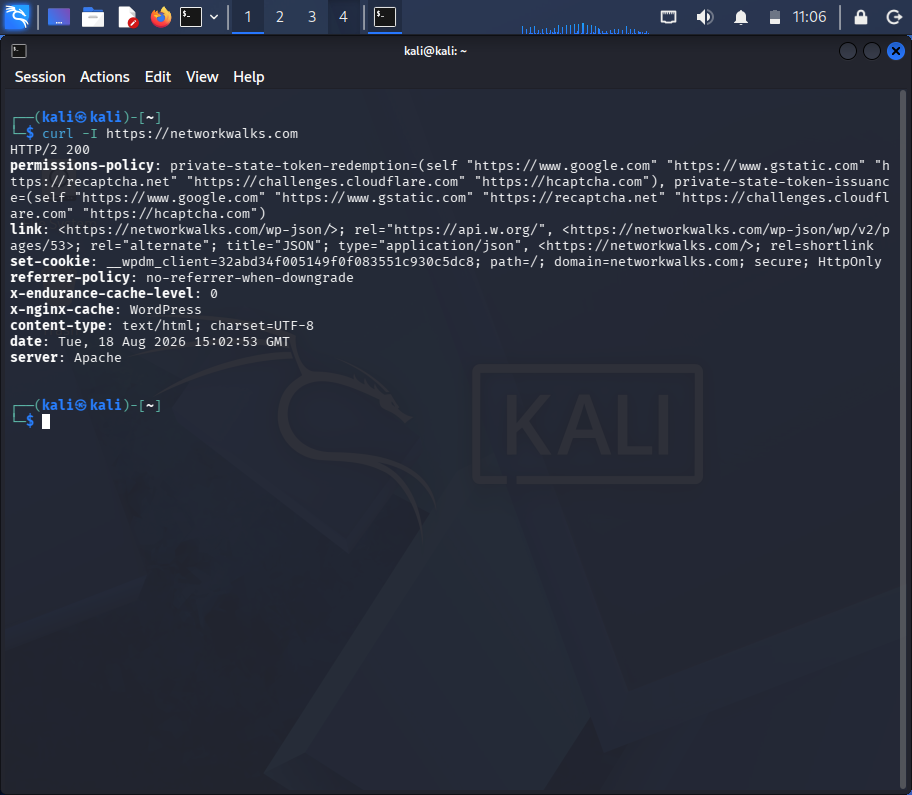 1 2 3 4 11:06
kali@kali: ~
Session Actions Edit View Help
┌──(kali㉿kali)-[~]
└─$ curl -I https://networkwalks.com
HTTP/2 200
permissions-policy: private-state-token-redemption=(self "https://www.google.com" "https://www.gstatic.com" "h
ttps://recaptcha.net" "https://challenges.cloudflare.com" "https://hcaptcha.com"), private-state-token-issuanc
e=(self "https://www.google.com" "https://www.gstatic.com" "https://recaptcha.net" "https://challenges.cloudfl
are.com" "https://hcaptcha.com")
link: <https://networkwalks.com/wp-json/>; rel="https://api.w.org/", <https://networkwalks.com/wp-json/wp/v2/p
ages/53>; rel="alternate"; title="JSON"; type="application/json", <https://networkwalks.com/>; rel=shortlink
set-cookie: __wpdm_client=32abd34f005149f0f083551c930c5dc8; path=/; domain=networkwalks.com; secure; HttpOnly
referrer-policy: no-referrer-when-downgrade
x-endurance-cache-level: 0
x-nginx-cache: WordPress
content-type: text/html; charset=UTF-8
date: Tue, 18 Aug 2026 15:02:53 GMT
server: Apache
┌──(kali㉿kali)-[~]
└─$
KALI